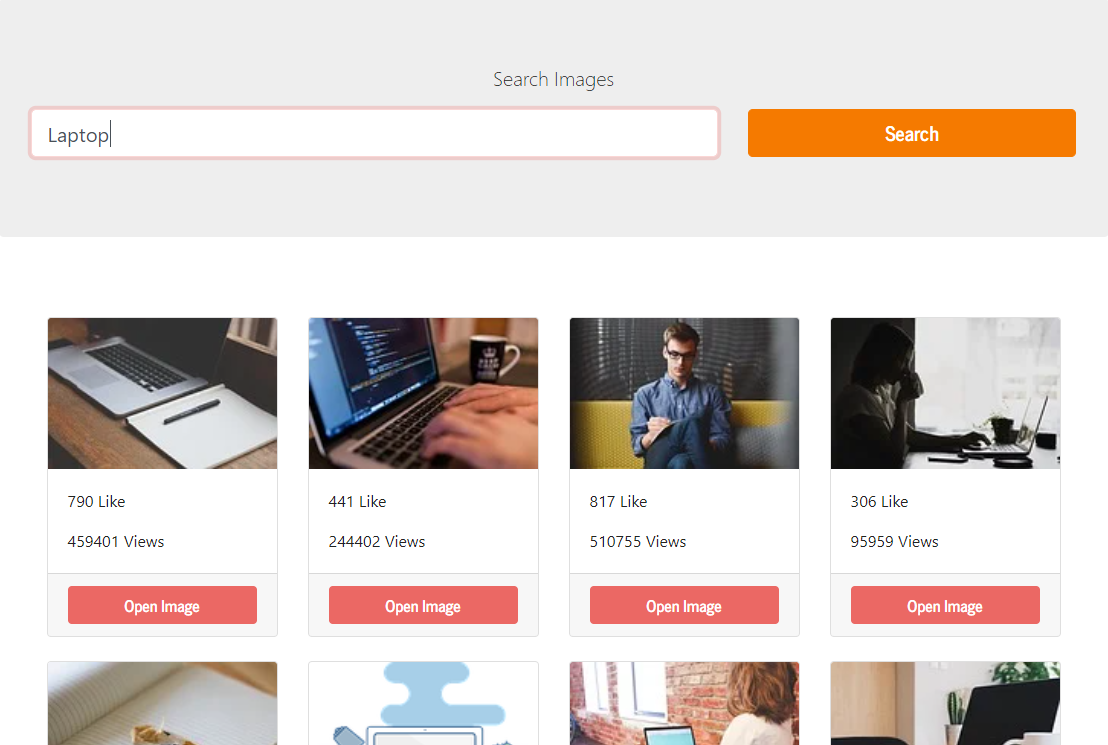 Search Images
Laptop
Search
790 Like
441 Like
817 Like
306 Like
459401 Views
244402 Views
510755 Views
95959 Views
Open Image
Open Image
Open Image
Open Image